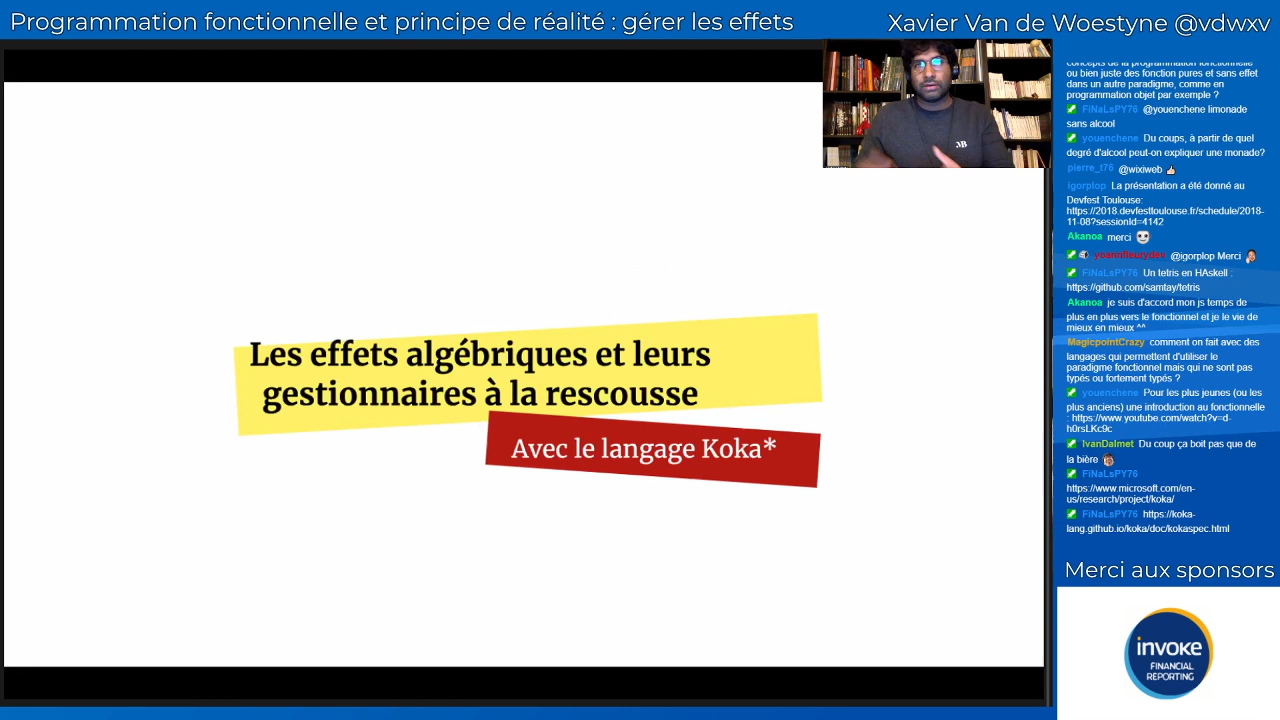 Programmation fonctionnelle et principe de réalité : gérer les effets
Xavier Van de Woestyne @vdwxv
Les effets algébriques et leurs
gestionnaires à la rescousse
Avec le langage Koka*
concepts de la programmation fonctionnelle
ou bien juste des fonction pures et sans effet
dans un autre paradigme, comme en
programmation objet par exemple ?
FiNaLsPY76 @youenchene limonade
sans alcool
youenchene Du coups, à partir de quel
degré d'alcool peut-on expliquer une monade?
pierre_t76 @wixiweb
igorplop La présentation a été donné au
Devfest Toulouse:
https://2018.devfesttoulouse.fr/schedule/2018-
11-08?sessionId=4142
Akanoa merci
yoannfleurydev @igorplop Merci
FiNaLsPY76 Un tetris en HAskell :
https://github.com/samtay/tetris
Akanoa je suis d'accord mon js temps de
plus en plus vers le fonctionnel et je le vie de
mieux en mieux ^^
MagicpointCrazy comment on fait avec des
langages qui permettent d'utiliser le
paradigme fonctionnel mais qui ne sont pas
typés ou fortement typés ?
youenchene Pour les plus jeunes (ou les
plus anciens) une introduction au fonctionnelle
: https://www.youtube.com/watch?v=d-
h0rsLKc9c
IvanDalmet Du coup ça boit pas que de
la bière
FiNaLsPY76
https://www.microsoft.com/en-
us/research/project/koka/
FiNaLsPY76 https://koka-
lang.github.io/koka/doc/kokaspec.html
Merci aux sponsors
invoke
FINANCIAL
REPORTING